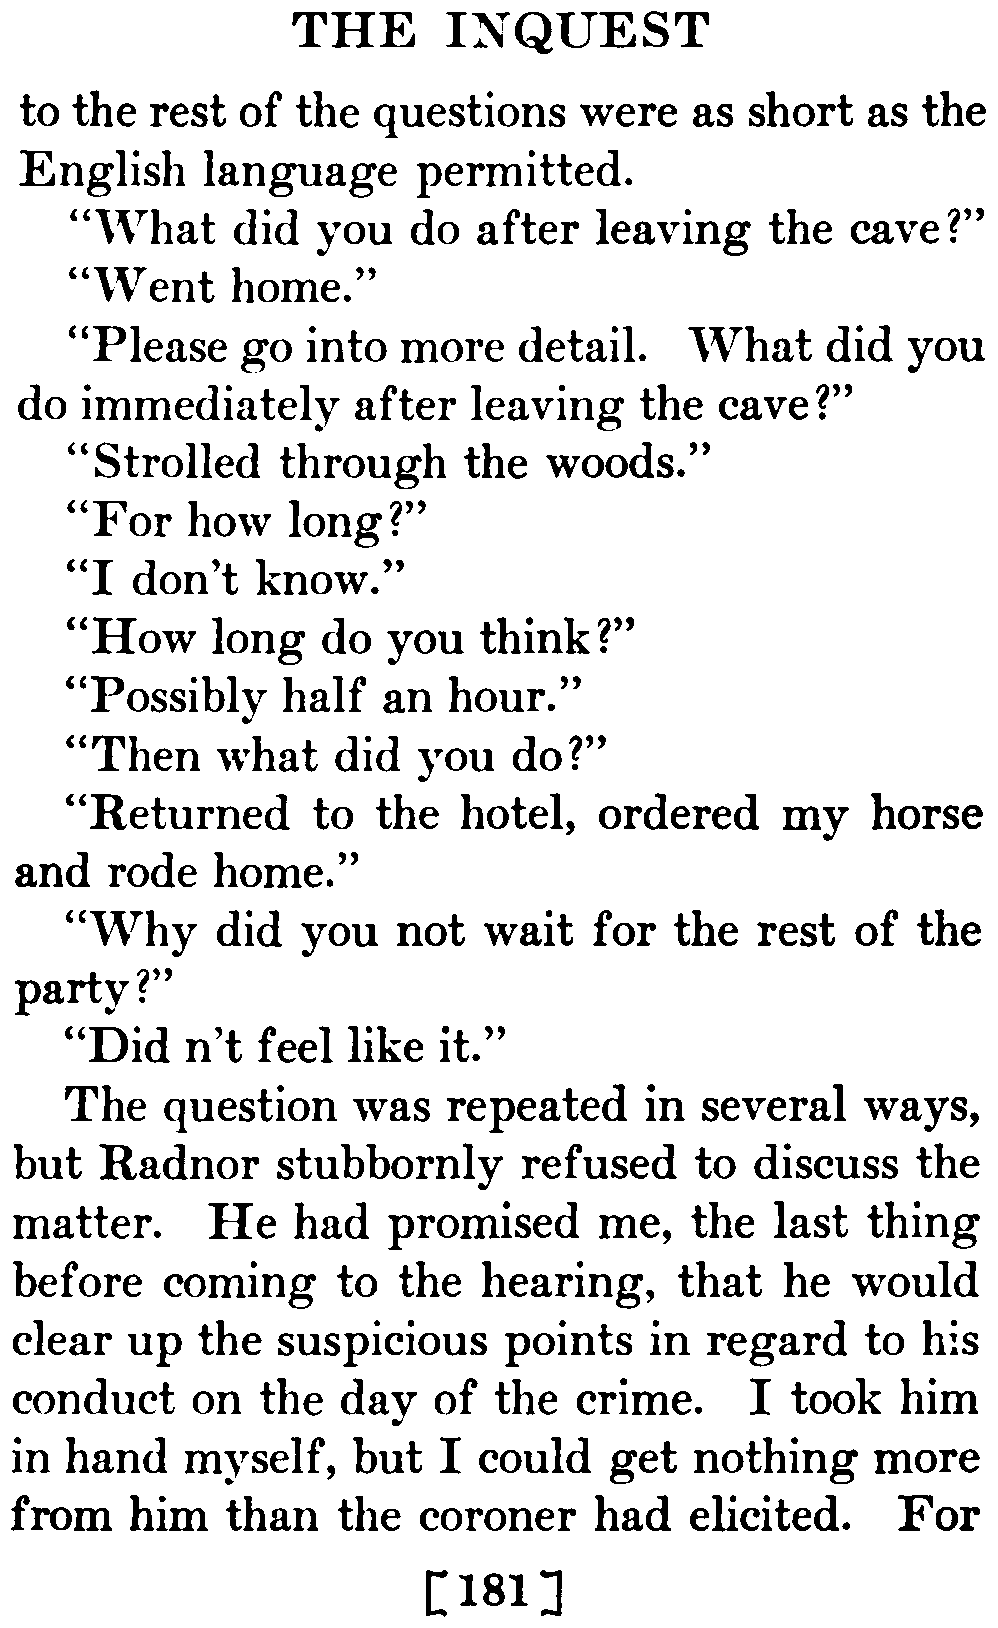 THE INQUEST
to the rest of the questions were as short as the
English language permitted.
“What did you do after leaving the cave?”
“Went home.”
“Please go into more detail. What did you
do immediately after leaving the cave?”
“Strolled through the woods.”
“For how long?”
“I don't know.”
“How long do you think?”
“Possibly half an hour.”
“Then what did you do?”
“Returned to the hotel, ordered my horse
and rode home.”
“Why did you not wait for the rest of the
party?”
“Did n't feel like it.”
The question was repeated in several ways,
but Radnor stubbornly refused to discuss the
matter. He had promised me, the last thing
before coming to the hearing, that he would
clear up the suspicious points in regard to his
conduct on the day of the crime. I took him
in hand myself, but I could get nothing more
from him than the coroner had elicited. For
[181]